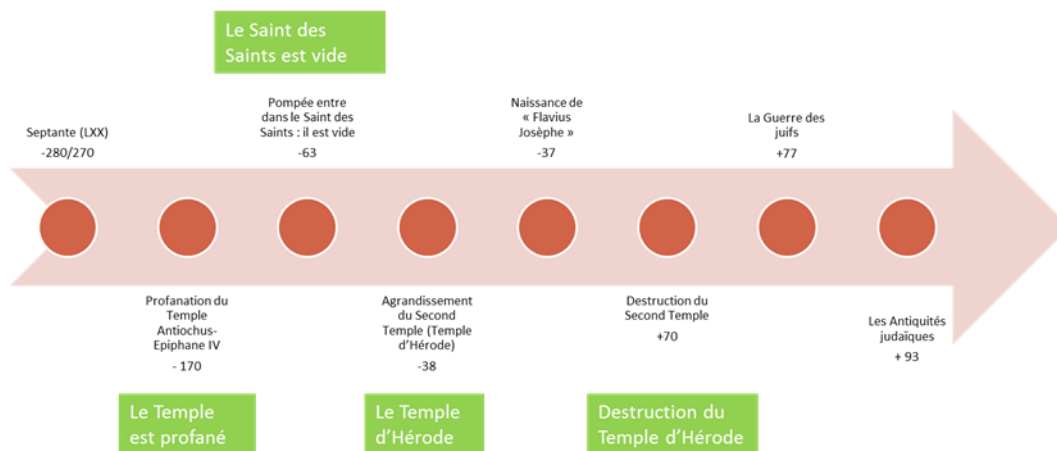 Le Saint des
Saints est vide
Septante (LXX)
-280/270
Pompée entre
dans le Saint des
Saints : il est vide
-63
Naissance de
« Flavius
Josèphe »
-37
La Guerre des
juifs
+77
Profanation du
Temple
Antiochus-
Epiphane IV
- 170
Agrandissement
du Second
Temple (Temple
d’Hérode)
-38
Destruction du
Second Temple
+70
Les Antiquités
judaïques
+ 93
Le Temple
est profané
Le Temple
d’Hérode
Destruction du
Temple d’Hérode